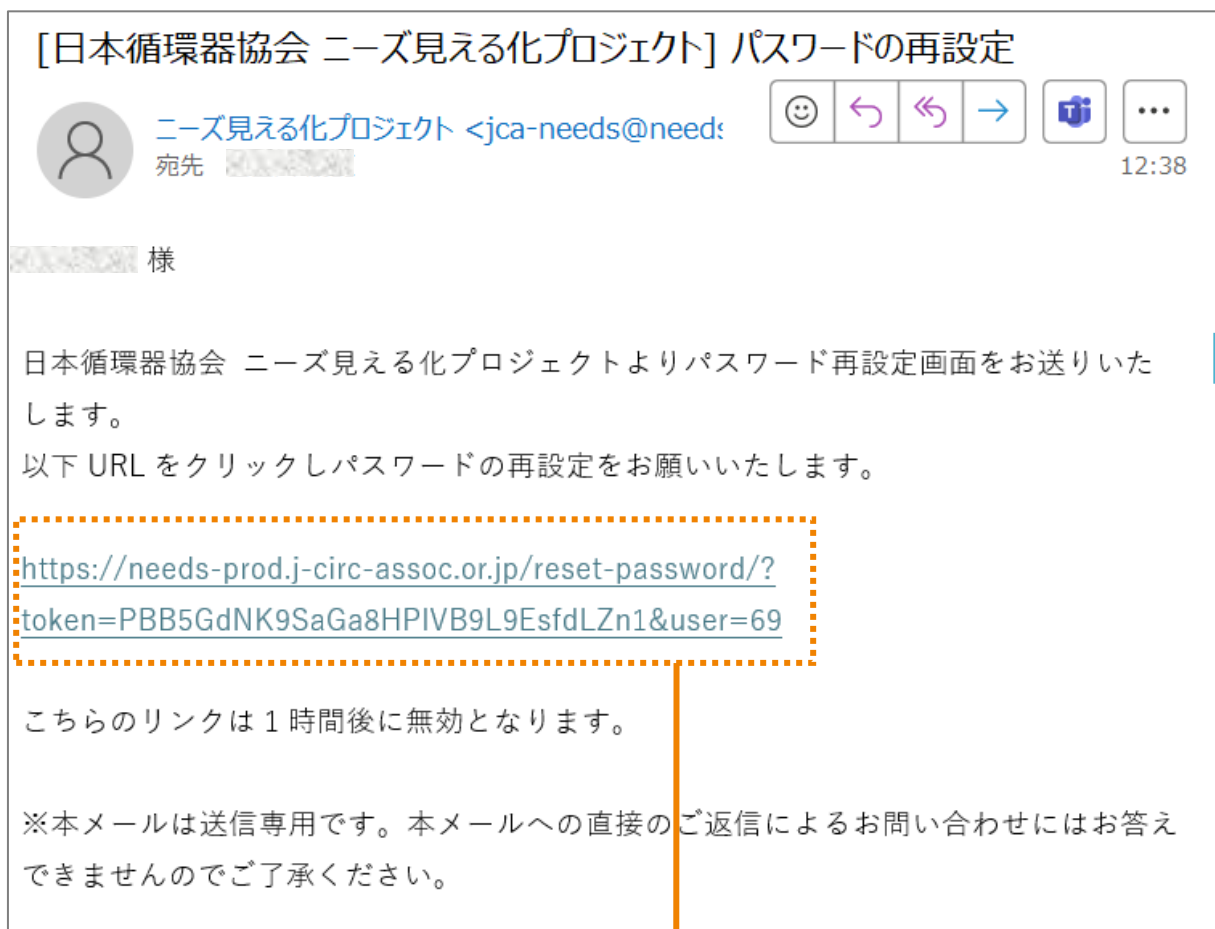 [日本循環器協会 ニーズ見える化プロジェクト] パスワードの再設定
ニーズ見える化プロジェクト <jca-needs@needs
宛先
12:38
様
日本循環器協会 ニーズ見える化プロジェクトよりパスワード再設定画面をお送りいた
します。
以下 URL をクリックしパスワードの再設定をお願いいたします。
https://needs-prod.j-circ-assoc.or.jp/reset-password/?
token=PBB5GdNK9SaGa8HPIVB9L9EsfdLZn1&user=69
こちらのリンクは 1 時間後に無効となります。
※本メールは送信専用です。本メールへの直接のご返信によるお問い合わせにはお答え
できませんのでご了承ください。